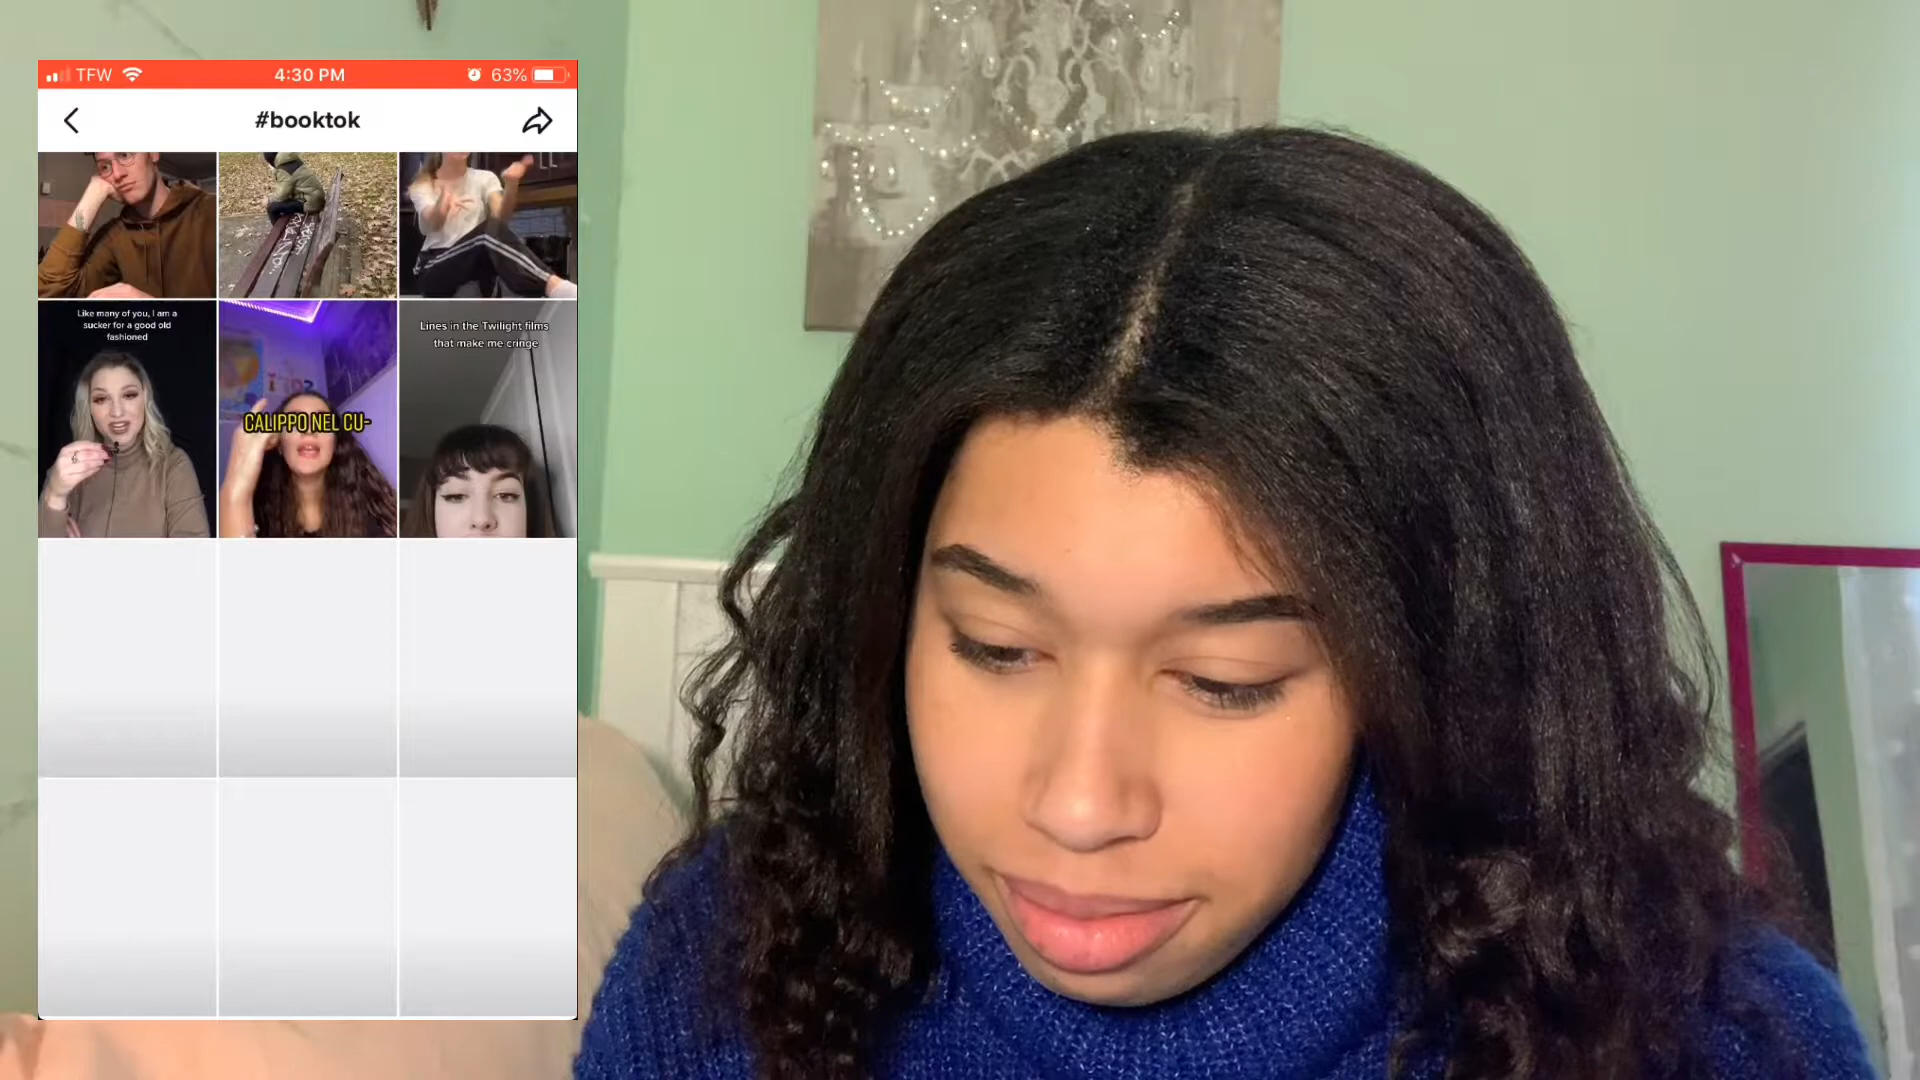 TFW
4:30 PM
63%
#booktok
Like many of you, I am a
sucker for a good old
fashioned
CALIPPO NEL CU-
Lines in the Twilight films
that make me cringe